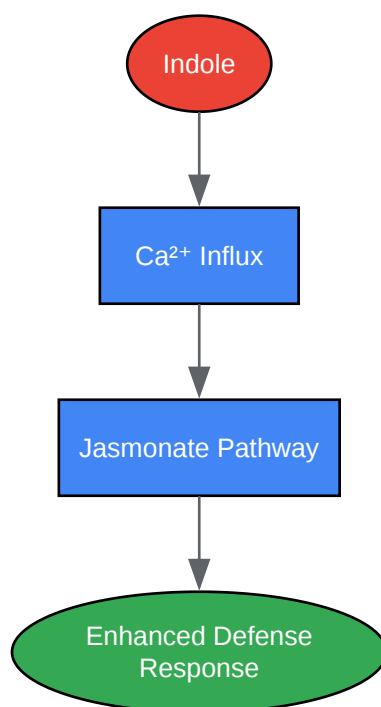 Indole
Ca²⁺ Influx
Jasmonate Pathway
Enhanced Defense
Response